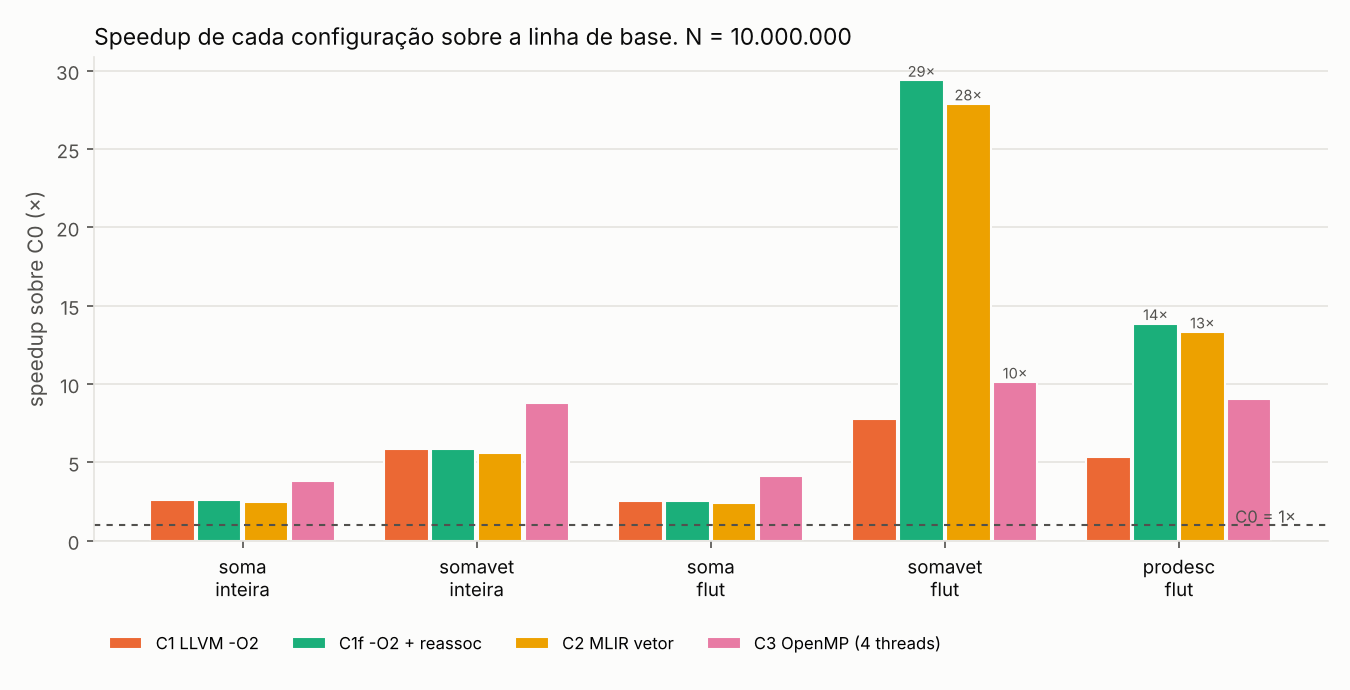 Speedup de cada configuração sobre a linha de base. N = 10.000.000
speedup sobre C0 (×)
30
25
20
15
10
5
0
29×
28×
10×
14×
13×
C0 = 1×
soma
inteira
somavet
inteira
soma
flut
somavet
flut
prodesc
flut
C1 LLVM -O2
C1f -O2 + reassoc
C2 MLIR vetor
C3 OpenMP (4 threads)